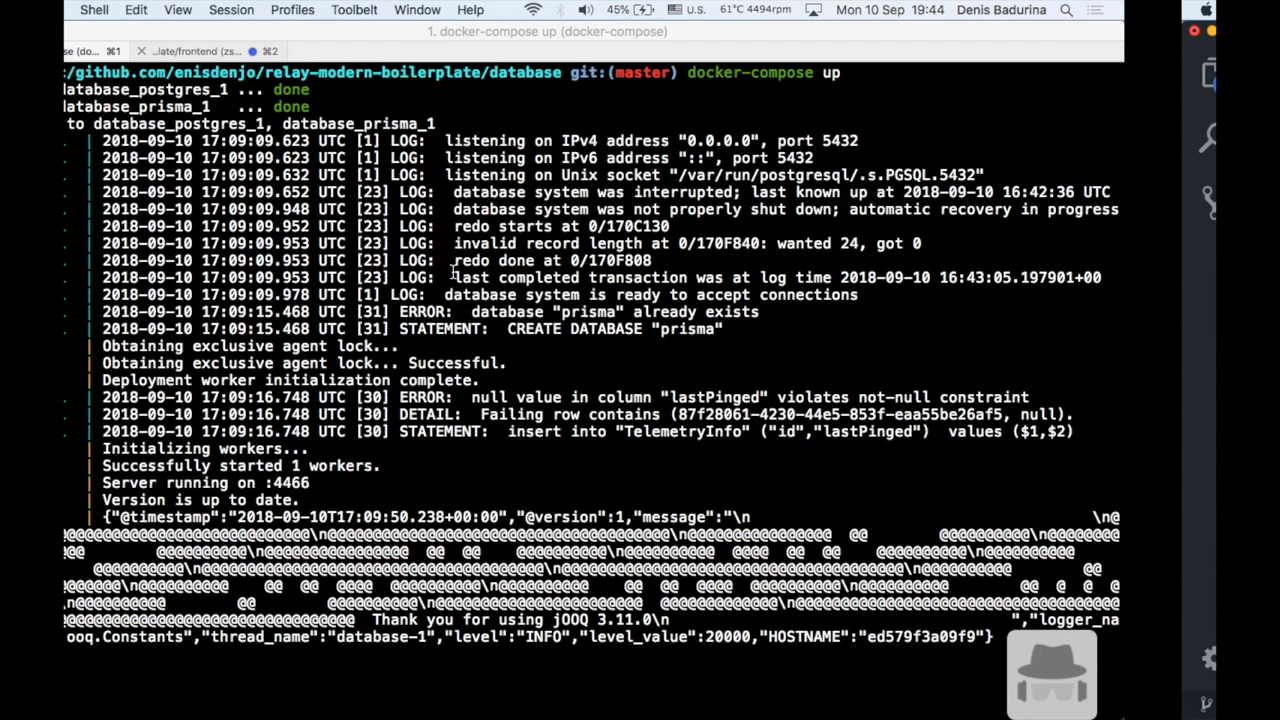 Shell Edit View Session Profiles Toolbelt Window Help 45% U.S. 61°C 4494rpm Mon 10 Sep 19:44 Denis Badurina
1. docker-compose up (docker-compose)
se (do... ⌘1 ..late/frontend (zs... ⌘2
:/github.com/enisdenjo/relay-modern-boilerplate/database git:(master) docker-compose up
database_postgres_1 ... done
database_prisma_1 ... done
to database_postgres_1, database_prisma_1
| 2018-09-10 17:09:09.623 UTC [1] LOG: listening on IPv4 address "0.0.0.0", port 5432
| 2018-09-10 17:09:09.623 UTC [1] LOG: listening on IPv6 address "::", port 5432
| 2018-09-10 17:09:09.632 UTC [1] LOG: listening on Unix socket "/var/run/postgresql/.s.PGSQL.5432"
| 2018-09-10 17:09:09.652 UTC [23] LOG: database system was interrupted; last known up at 2018-09-10 16:42:36 UTC
| 2018-09-10 17:09:09.948 UTC [23] LOG: database system was not properly shut down; automatic recovery in progress
| 2018-09-10 17:09:09.953 UTC [23] LOG: redo starts at 0/170C130
| 2018-09-10 17:09:09.953 UTC [23] LOG: invalid record length at 0/170F840: wanted 24, got 0
| 2018-09-10 17:09:09.953 UTC [23] LOG: redo done at 0/170F808
| 2018-09-10 17:09:09.953 UTC [23] LOG: last completed transaction was at log time 2018-09-10 16:43:05.197901+00
| 2018-09-10 17:09:09.978 UTC [1] LOG: database system is ready to accept connections
| 2018-09-10 17:09:15.468 UTC [31] ERROR: database "prisma" already exists
| 2018-09-10 17:09:15.468 UTC [31] STATEMENT: CREATE DATABASE "prisma"
| Obtaining exclusive agent lock...
| Obtaining exclusive agent lock... Successful.
| Deployment worker initialization complete.
| 2018-09-10 17:09:16.748 UTC [30] ERROR: null value in column "lastPinged" violates not-null constraint
| 2018-09-10 17:09:16.748 UTC [30] DETAIL: Failing row contains (87f28061-4230-44e5-853f-eaa55be26af5, null).
| 2018-09-10 17:09:16.748 UTC [30] STATEMENT: insert into "TelemetryInfo" ("id","lastPinged") values ($1,$2)
| Initializing workers...
| Successfully started 1 workers.
| Server running on :4466
| Version is up to date.
| {"@timestamp":"2018-09-10T17:09:50.238+00:00","@version":1,"message":"\n \n@
@@@@@@@@@@@@@@@@@@@@@@@@@@@@\n@@@@@@@@@@@@@@@@@@@@@@@@@@@@@@@@@@@@@@\n@@@@@@@@@@@@@@@@ @@ @@@@@@@@@@\n@@@@@@@@
@@ @@@@@@@@@@\n@@@@@@@@@@@@@@@@ @@ @@ @@@@@@@@@@\n@@@@@@@@@@ @@@@ @@ @@ @@@@@@@@@@\n@@@@@@@@@@
@@@@@@@@@@\n@@@@@@@@@@@@@@@@@@@@@@@@@@@@@@@@@@@@@@\n@@@@@@@@@@@@@@@@@@@@@@@@@@@@@@@@@@@@@@\n@@@@@@@@@@ @@
@@@@@@\n@@@@@@@@@@ @@ @@ @@@@ @@@@@@@@@@\n@@@@@@@@@@ @@ @@ @@@@ @@@@@@@@@@\n@@@@@@@@@@ @@ @ @ @
\n@@@@@@@@@@ @@ @@@@@@@@@@\n@@@@@@@@@@@@@@@@@@@@@@@ @@@@@@@@@@@@@\n@@@@@@@@@@@@@@@@@@@@@@@@@@@@@@@@@@@@@@
@@@@@@@@@@@@@@@@@@@@@@@@@@@@@@@@ Thank you for using jOOQ 3.11.0\n ","logger_na
ooq.Constants","thread_name":"database-1","level":"INFO","level_value":20000,"HOSTNAME":"ed579f3a09f9"}